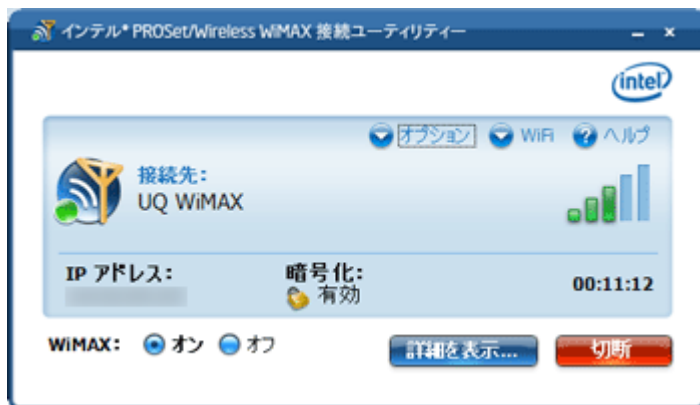 インテル® PROSet/Wireless WiMAX 接続ユーティリティー
intel
オプション WiFi ヘルプ
接続先:
UQ WiMAX
IP アドレス: 暗号化:
有効 00:11:12
WiMAX: オン オフ 詳細を表示... 切断